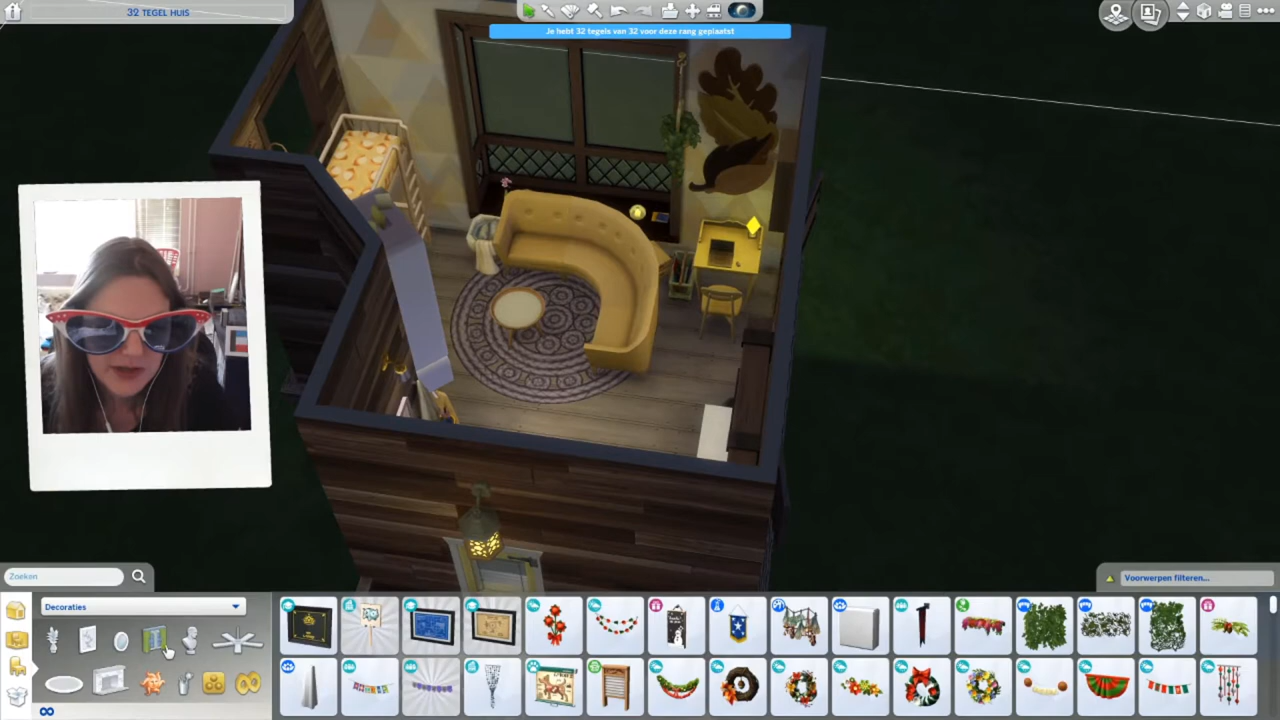 32 TEGEL HUIS
Je hebt 32 tegels van 32 voor deze rang geplaatst
Zoeken
Voorwerpen filteren...
Decoraties